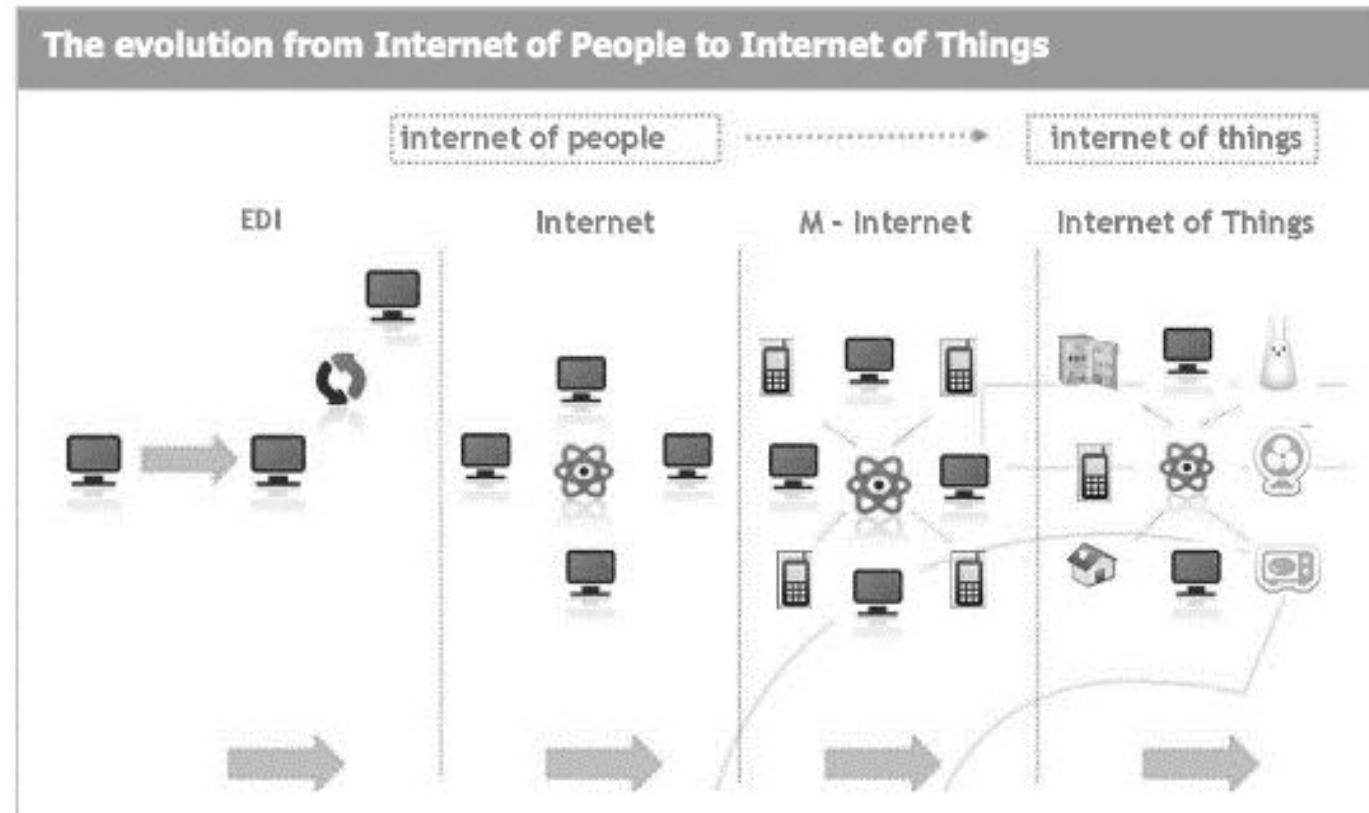 The evolution from Internet of People to Internet of Things
internet of people
internet of things
EDI
Internet
M - Internet
Internet of Things